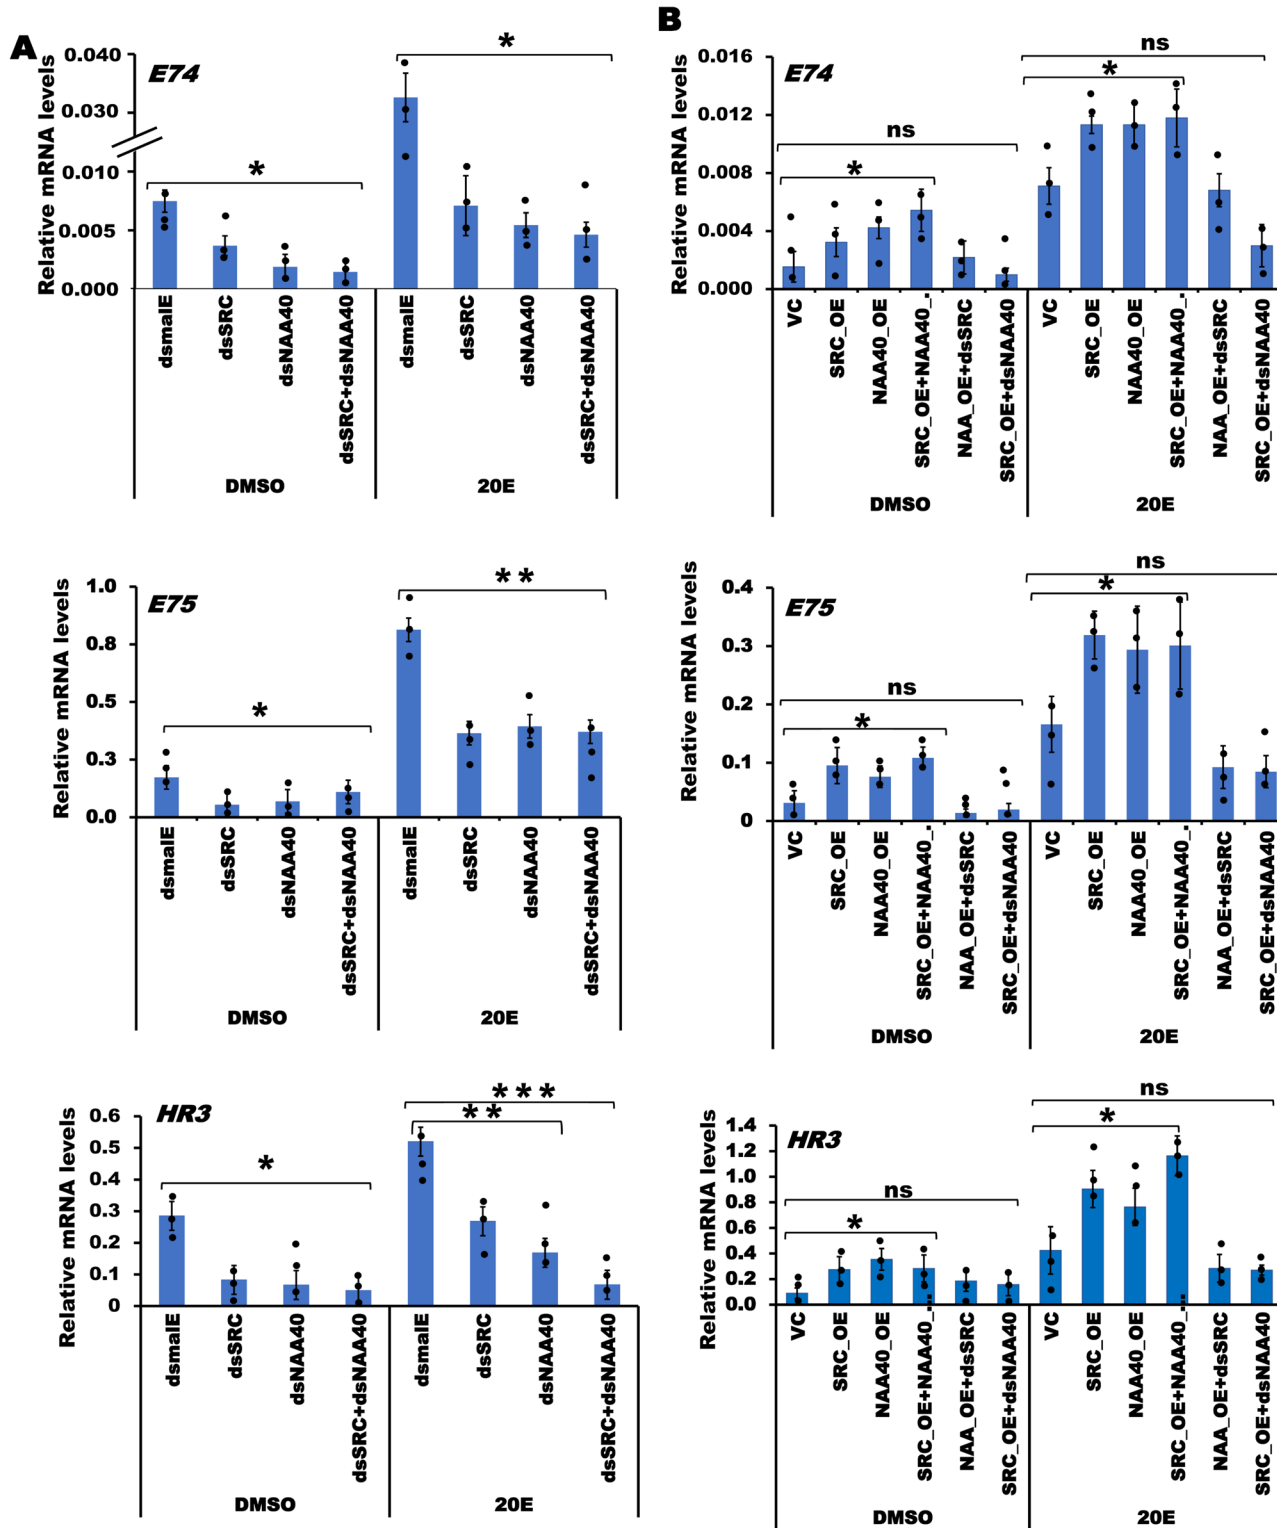 A
E74
Relative mRNA levels
0.040
0.030
0.010
0.005
0.000
*
*
dsmalE
dsSRC
dsNAA40
dsSRC+dsNAA40
dsmalE
dsSRC
dsNAA40
dsSRC+dsNAA40
DMSO
20E
E75
Relative mRNA levels
1.0
0.8
0.5
0.3
0.0
*
**
dsmalE
dsSRC
dsNAA40
dsSRC+dsNAA40
dsmalE
dsSRC
dsNAA40
dsSRC+dsNAA40
DMSO
20E
HR3
Relative mRNA levels
0.6
0.5
0.4
0.3
0.2
0.1
0
*
***
**
dsmalE
dsSRC
dsNAA40
dsSRC+dsNAA40
dsmalE
dsSRC
dsNAA40
dsSRC+dsNAA40
DMSO
20E
B
E74
Relative mRNA levels
0.016
0.012
0.008
0.004
0.000
ns
*
ns
*
VC
SRC_OE
NAA40_OE
SRC_OE+NAA40_.
NAA_OE+dsSRC
SRC_OE+dsNAA40
VC
SRC_OE
NAA40_OE
SRC_OE+NAA40_.
NAA_OE+dsSRC
SRC_OE+dsNAA40
DMSO
20E
E75
Relative mRNA levels
0.4
0.3
0.2
0.1
0
ns
*
ns
*
VC
SRC_OE
NAA40_OE
SRC_OE+NAA40_.
NAA_OE+dsSRC
SRC_OE+dsNAA40
VC
SRC_OE
NAA40_OE
SRC_OE+NAA40_.
NAA_OE+dsSRC
SRC_OE+dsNAA40
DMSO
20E
HR3
Relative mRNA levels
1.4
1.2
1.0
0.8
0.6
0.4
0.2
0.0
ns
*
ns
*
VC
SRC_OE
NAA40_OE
SRC_OE+NAA40_..
NAA_OE+dsSRC
SRC_OE+dsNAA40
VC
SRC_OE
NAA40_OE
SRC_OE+NAA40_.
NAA_OE+dsSRC
SRC_OE+dsNAA40
DMSO
20E